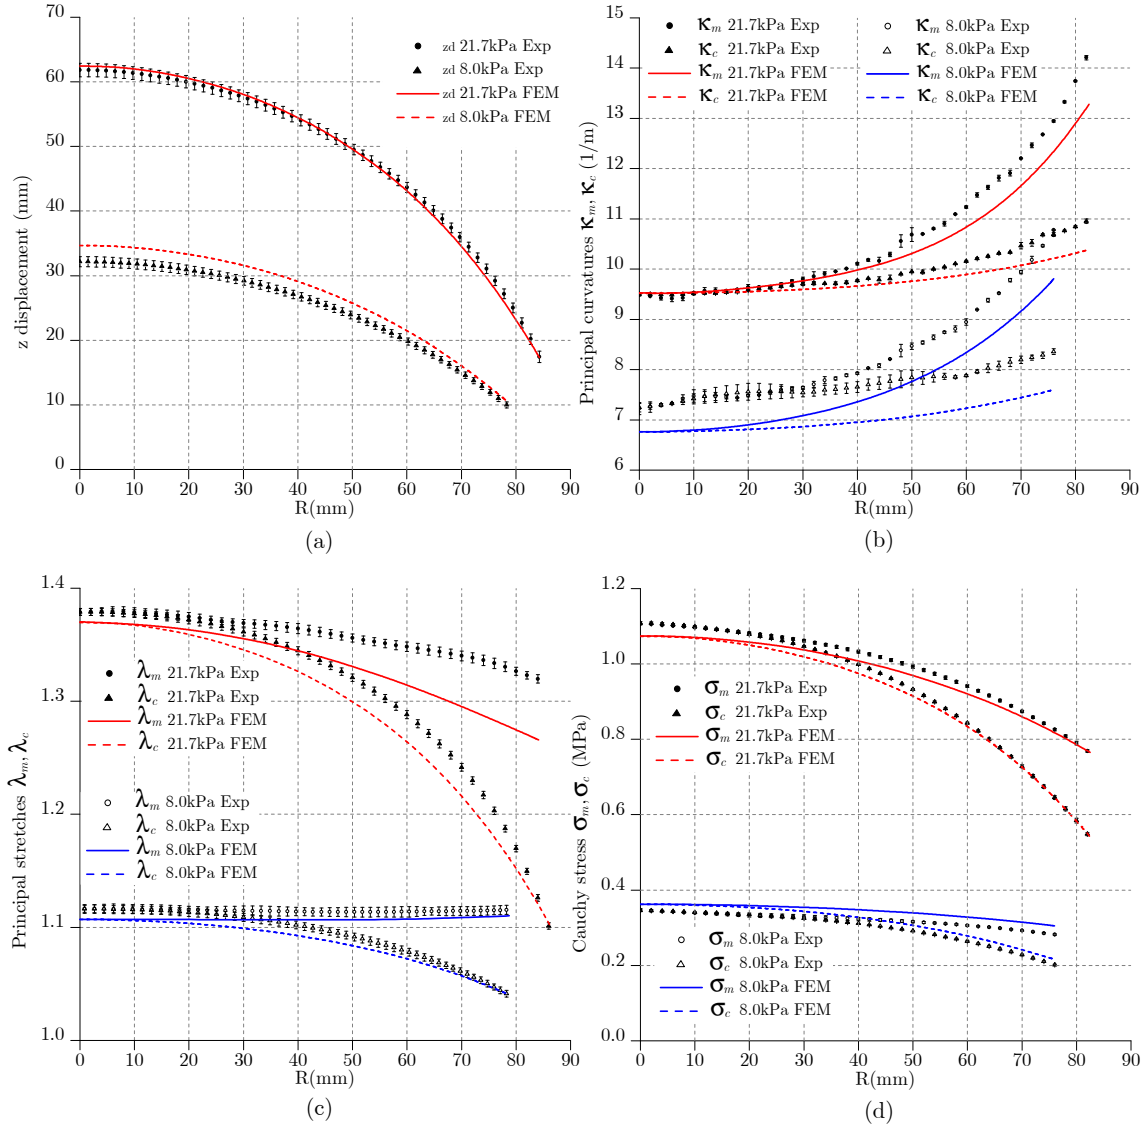 70
60
50
40
30
20
10
0
z displacement (mm)
zd 21.7kPa Exp
zd 8.0kPa Exp
zd 21.7kPa FEM
zd 8.0kPa FEM
0 10 20 30 40 50 60 70 80 90
R(mm)
(a)
15
14
13
12
11
10
9
8
7
6
Principal curvatures κm, κc (1/m)
κm 21.7kPa Exp
κc 21.7kPa Exp
κm 21.7kPa FEM
κc 21.7kPa FEM
κm 8.0kPa Exp
κc 8.0kPa Exp
κm 8.0kPa FEM
κc 8.0kPa FEM
0 10 20 30 40 50 60 70 80 90
R(mm)
(b)
1.4
1.3
1.2
1.1
1.0
Principal stretches λm, λc
λm 21.7kPa Exp
λc 21.7kPa Exp
λm 21.7kPa FEM
λc 21.7kPa FEM
λm 8.0kPa Exp
λc 8.0kPa Exp
λm 8.0kPa FEM
λc 8.0kPa FEM
0 10 20 30 40 50 60 70 80 90
R(mm)
(c)
1.2
1.0
0.8
0.6
0.4
0.2
0.0
Cauchy stress σm, σc (MPa)
σm 21.7kPa Exp
σc 21.7kPa Exp
σm 21.7kPa FEM
σc 21.7kPa FEM
σm 8.0kPa Exp
σc 8.0kPa Exp
σm 8.0kPa FEM
σc 8.0kPa FEM
0 10 20 30 40 50 60 70 80 90
R(mm)
(d)